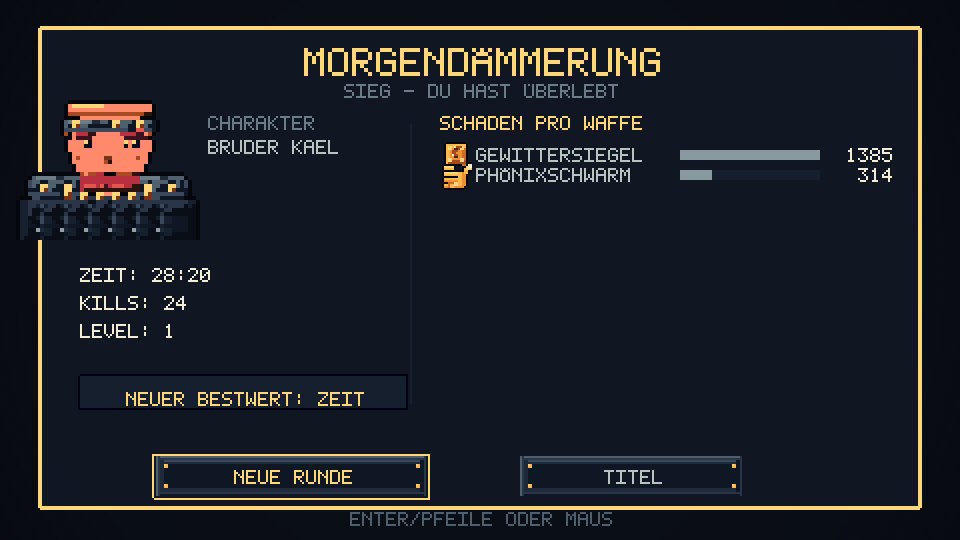 MORGENDÄMMERUNG
SIEG - DU HAST ÜBERLEBT
CHARAKTER
BRUDER KAEL
SCHADEN PRO WAFFE
GEWITTERSIEGEL 1385
PHÖNIXSCHWARM 314
ZEIT: 28:20
KILLS: 24
LEVEL: 1
NEUER BESTWERT: ZEIT
NEUE RUNDE
TITEL
ENTER/PFEILE ODER MAUS